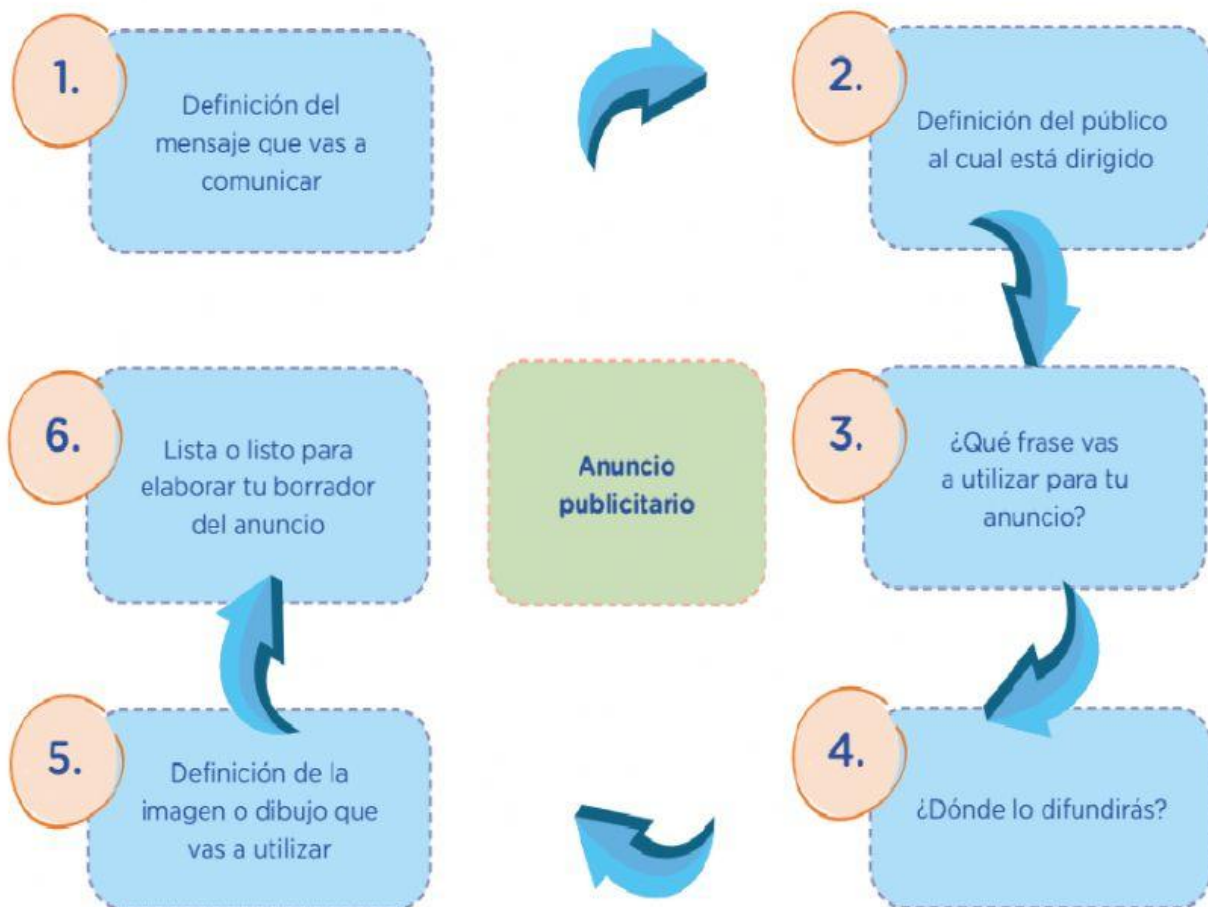 1.
Definición del
mensaje que vas a
comunicar
2.
Definición del público
al cual está dirigido
3.
¿Qué frase vas
a utilizar para tu
anuncio?
4.
¿Dónde lo difundirás?
5.
Definición de la
imagen o dibujo que
vas a utilizar
6.
Lista o listo para
elaborar tu borrador
del anuncio
Anuncio
publicitario